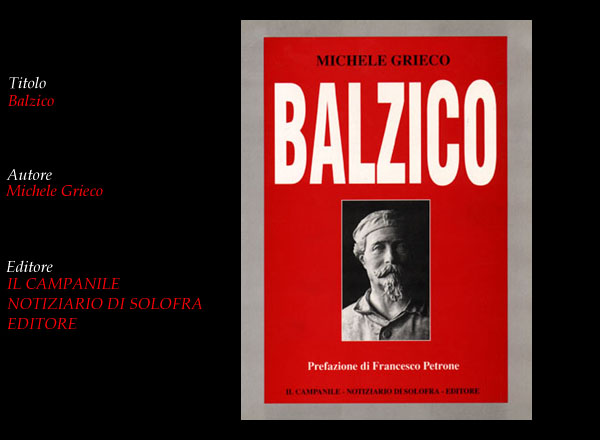 Titolo
Balzico
Autore
Michele Grieco
Editore
IL CAMPANILE
NOTIZIARIO DI SOLOFRA
EDITORE
MICHELE GRIECO
BALZICO
Prefazione di Francesco Petrone
IL CAMPANILE - NOTIZIARIO DI SOLOFRA - EDITORE